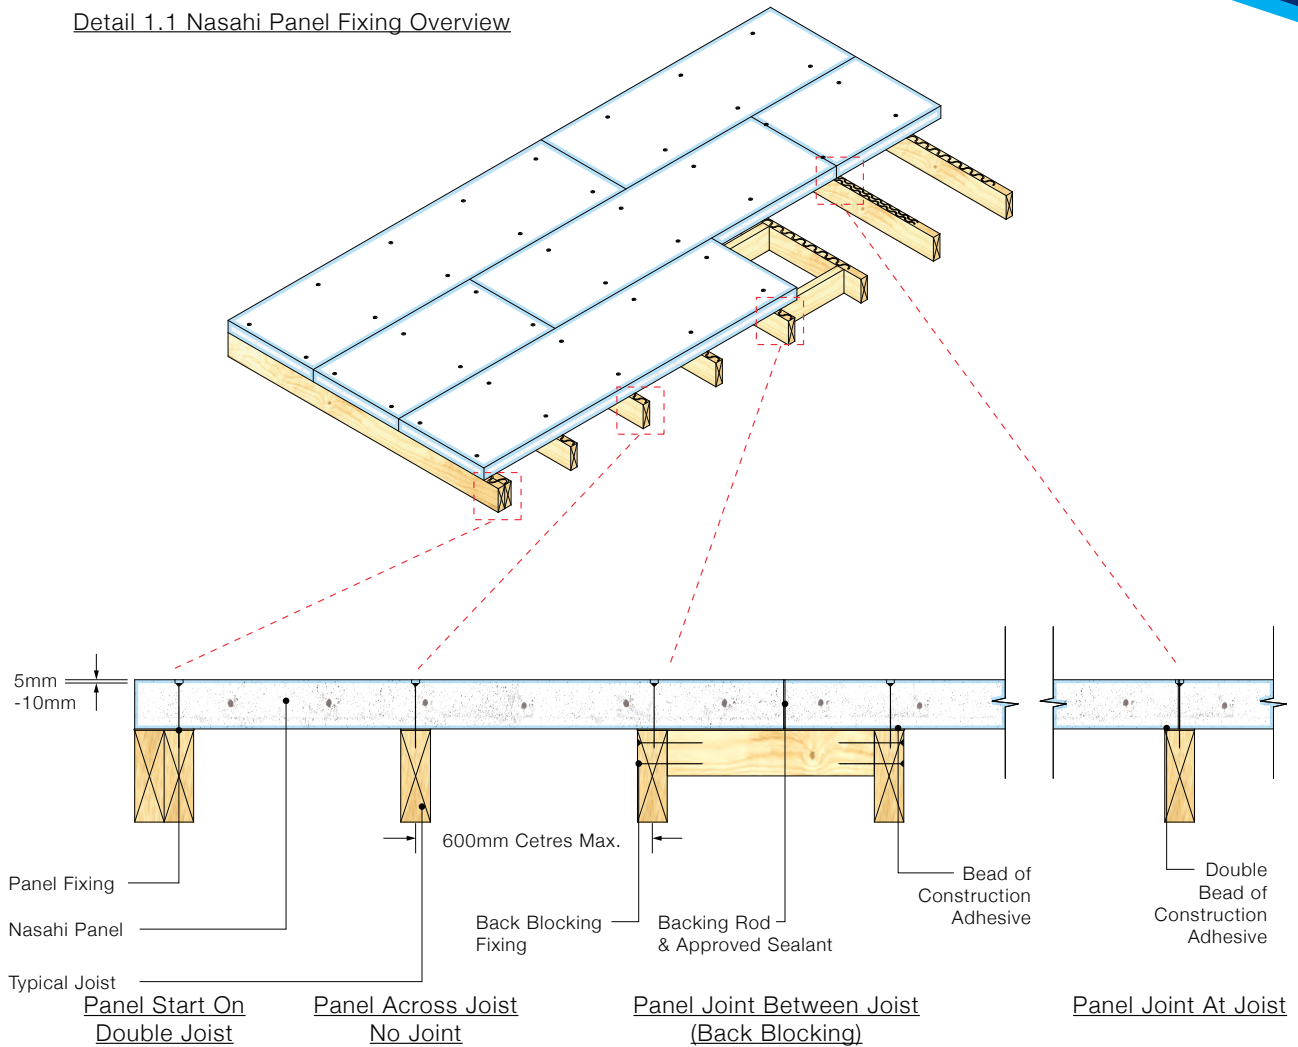 Detail 1.1 Nasahi Panel Fixing Overview
5mm
-10mm
600mm Cetres Max.
Panel Fixing
Nasahi Panel
Typical Joist
Back Blocking
Fixing
Backing Rod
& Approved Sealant
Bead of
Construction
Adhesive
Double
Bead of
Construction
Adhesive
Panel Start On
Double Joist
Panel Across Joist
No Joint
Panel Joint Between Joist
(Back Blocking)
Panel Joint At Joist